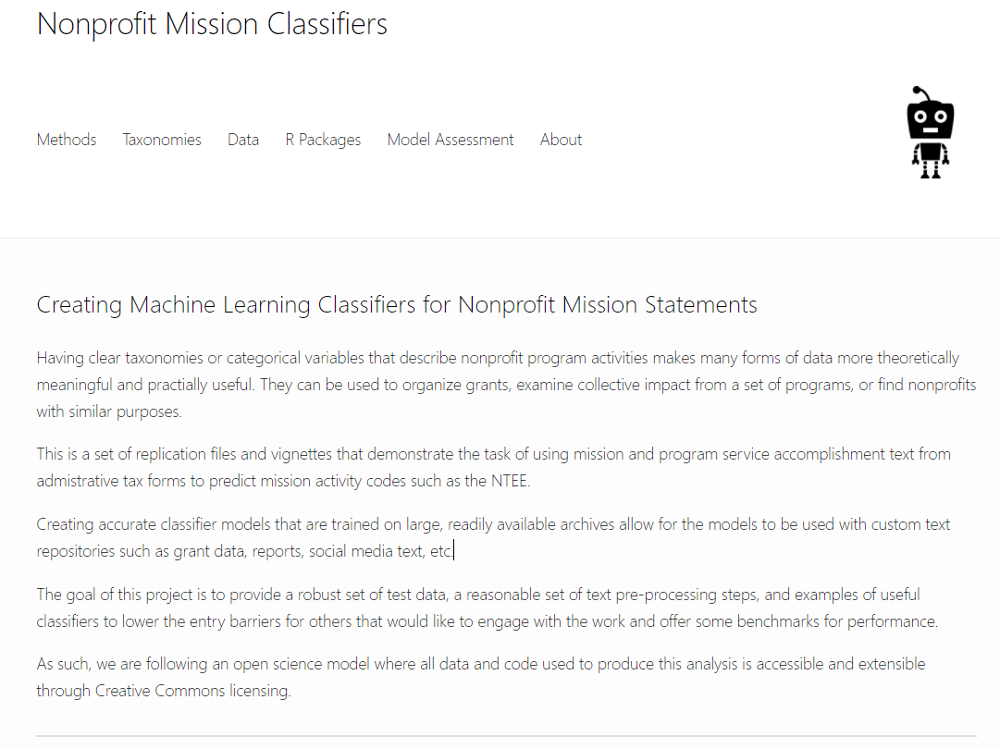 Nonprofit Mission Classifiers
Methods Taxonomies Data R Packages Model Assessment About
Creating Machine Learning Classifiers for Nonprofit Mission Statements
Having clear taxonomies or categorical variables that describe nonprofit program activities makes many forms of data more theoretically
meaningful and practially useful. They can be used to organize grants, examine collective impact from a set of programs, or find nonprofits
with similar purposes.
This is a set of replication files and vignettes that demonstrate the task of using mission and program service accomplishment text from
admistrative tax forms to predict mission activity codes such as the NTEE.
Creating accurate classifier models that are trained on large, readily available archives allow for the models to be used with custom text
repositories such as grant data, reports, social media text, etc.
The goal of this project is to provide a robust set of test data, a reasonable set of text pre-processing steps, and examples of useful
classifiers to lower the entry barriers for others that would like to engage with the work and offer some benchmarks for performance.
As such, we are following an open science model where all data and code used to produce this analysis is accessible and extensible
through Creative Commons licensing.